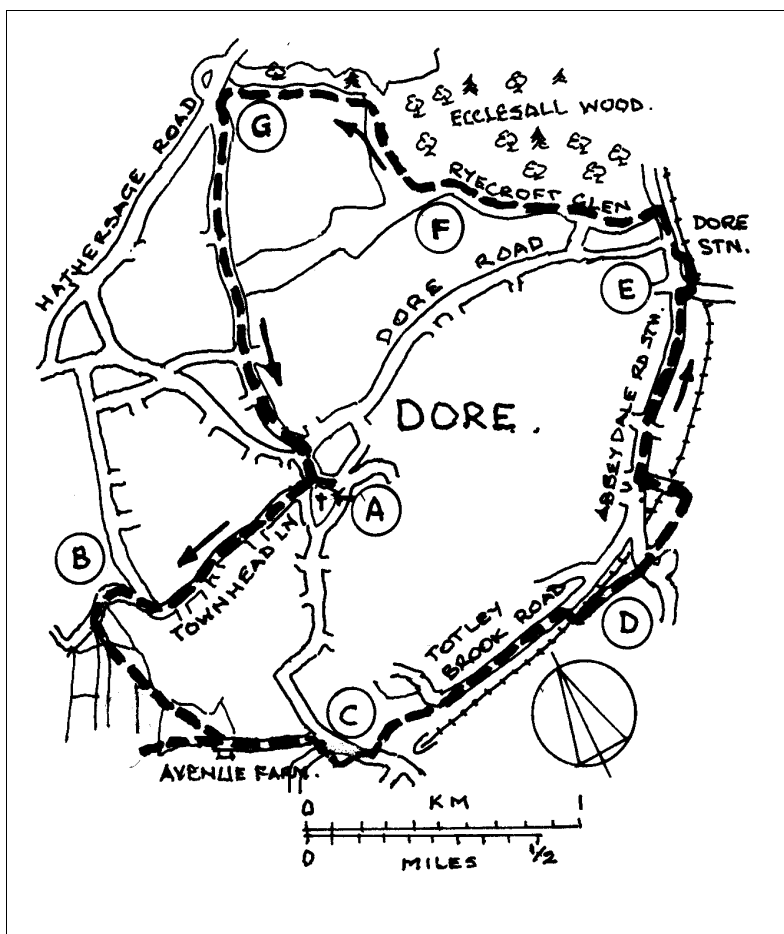 G
ECCLESALL WOOD.
HATHERSAGE ROAD
RYECROFT GLEN
DORE
STN.
F
DORE ROAD
E
DORE.
ABBEYDALE RD STH.
A
B
TOWNHEAD LN
TOTLEY
BROOK ROAD
D
C
AVENUE FARM.
0 KM 1
0 MILES 1/2